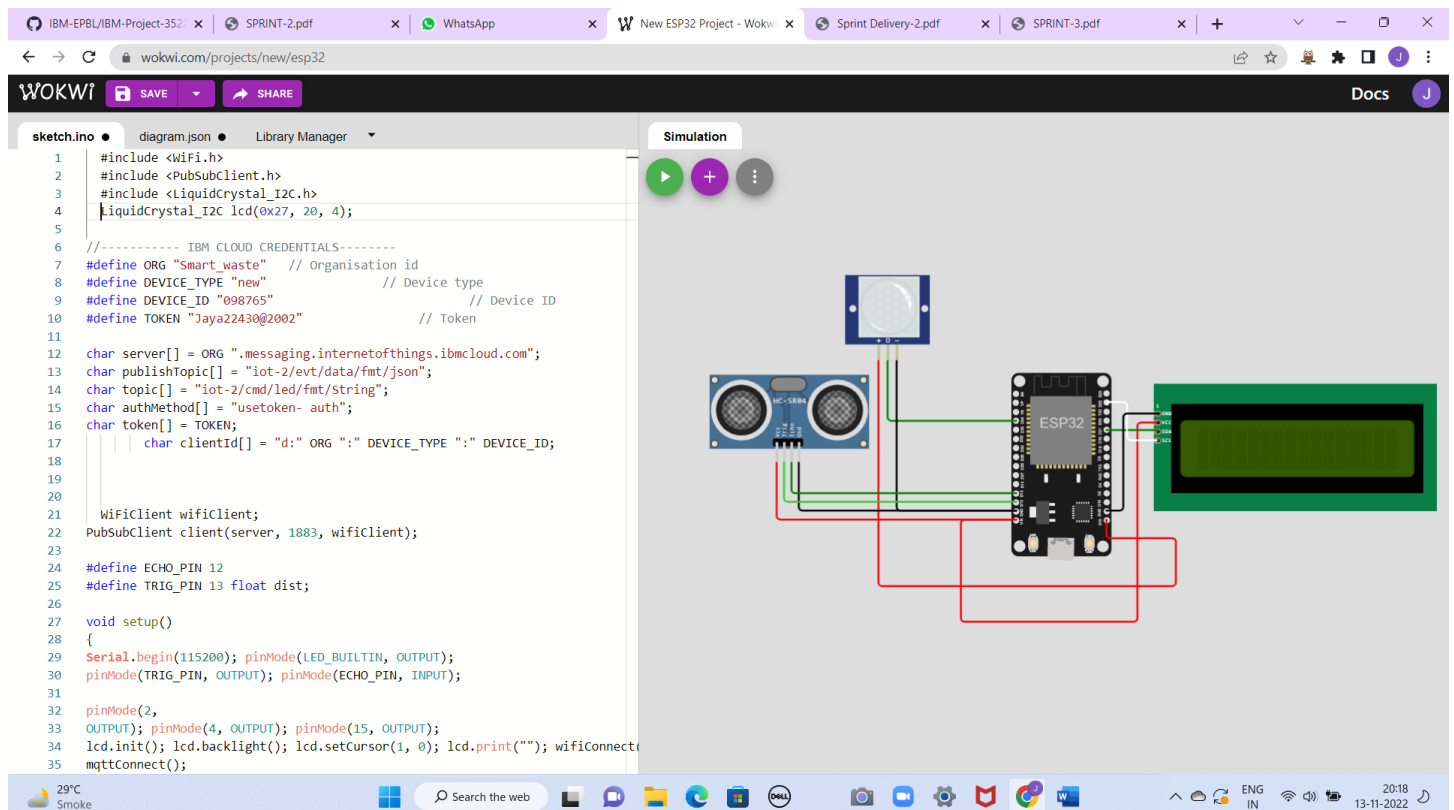 IBM-EPBL/IBM-Project-352
SPRINT-2.pdf
WhatsApp
New ESP32 Project - Wokwi
Sprint Delivery-2.pdf
SPRINT-3.pdf
wokwi.com/projects/new/esp32
J
WOKWi
SAVE
SHARE
Docs
J
sketch.ino
diagram.json
Library Manager
Simulation
1 #include <WiFi.h>
2 #include <PubSubClient.h>
3 #include <LiquidCrystal_I2C.h>
4 LiquidCrystal_I2C lcd(0x27, 20, 4);
5
6 //----------- IBM CLOUD CREDENTIALS--------
7 #define ORG "Smart_waste" // Organisation id
8 #define DEVICE_TYPE "new" // Device type
9 #define DEVICE_ID "098765" // Device ID
10 #define TOKEN "Jaya22430@2002" // Token
11
12 char server[] = ORG ".messaging.internetofthings.ibmcloud.com";
13 char publishTopic[] = "iot-2/evt/data/fmt/json";
14 char topic[] = "iot-2/cmd/led/fmt/String";
15 char authMethod[] = "usetoken- auth";
16 char token[] = TOKEN;
17 char clientId[] = "d:" ORG ":" DEVICE_TYPE ":" DEVICE_ID;
18
19
20
21 WiFiClient wifiClient;
22 PubSubClient client(server, 1883, wifiClient);
23
24 #define ECHO_PIN 12
25 #define TRIG_PIN 13 float dist;
26
27 void setup()
28 {
29 Serial.begin(115200); pinMode(LED_BUILTIN, OUTPUT);
30 pinMode(TRIG_PIN, OUTPUT); pinMode(ECHO_PIN, INPUT);
31
32 pinMode(2,
33 OUTPUT); pinMode(4, OUTPUT); pinMode(15, OUTPUT);
34 lcd.init(); lcd.backlight(); lcd.setCursor(1, 0); lcd.print(""); wifiConnect(
35 mqttConnect();
+ D -
HC-SR04
Vcc
Trig
Echo
Gnd
ESP32
1
GND
VCC
SDA
SCL
29°C
Smoke
Search the web
DELL
ENG
IN
20:18
13-11-2022